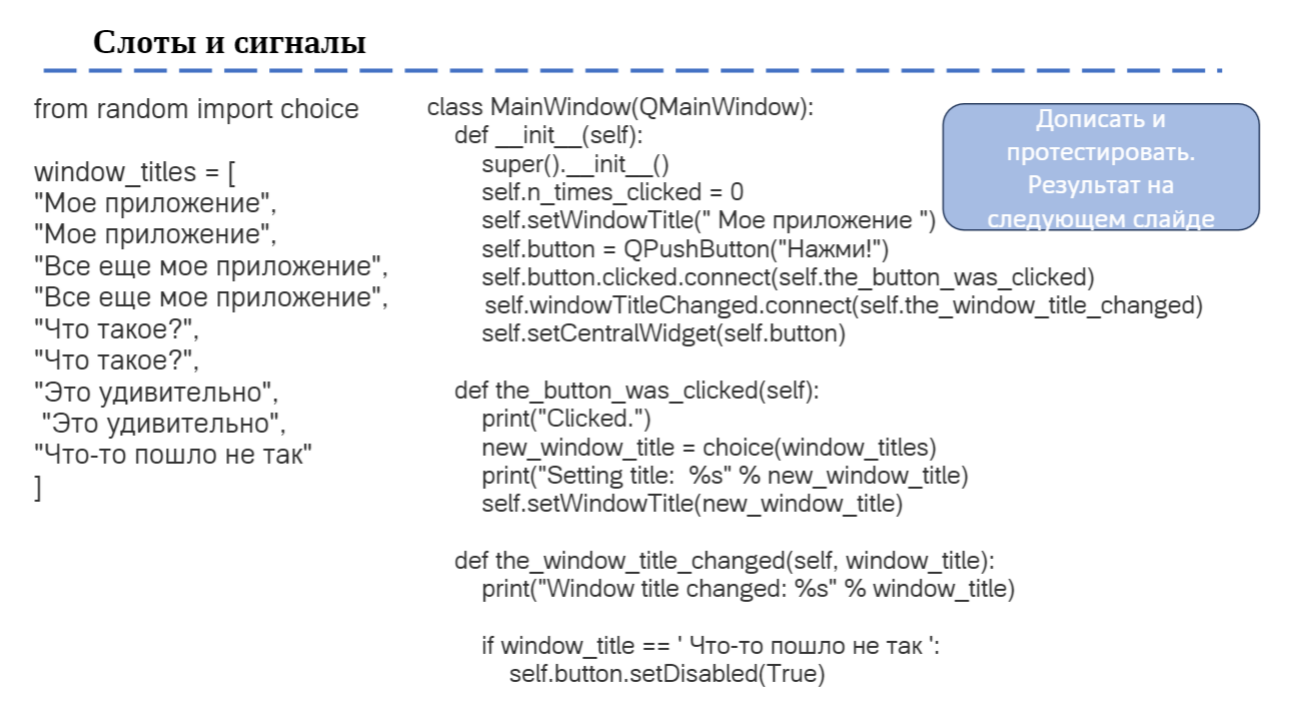 Слоты и сигналы
from random import choice
window_titles = [
"Мое приложение",
"Мое приложение",
"Все еще мое приложение",
"Все еще мое приложение",
"Что такое?",
"Что такое?",
"Это удивительно",
"Это удивительно",
"Что-то пошло не так"
]
class MainWindow(QMainWindow):
def __init__(self):
super().__init__()
self.n_times_clicked = 0
self.setWindowTitle(" Мое приложение ")
self.button = QPushButton("Нажми!")
self.button.clicked.connect(self.the_button_was_clicked)
self.windowTitleChanged.connect(self.the_window_title_changed)
self.setCentralWidget(self.button)
def the_button_was_clicked(self):
print("Clicked.")
new_window_title = choice(window_titles)
print("Setting title:  %s" % new_window_title)
self.setWindowTitle(new_window_title)
def the_window_title_changed(self, window_title):
print("Window title changed: %s" % window_title)
if window_title == ' Что-то пошло не так ':
self.button.setDisabled(True)
Дописать и
протестировать.
Результат на
следующем слайде